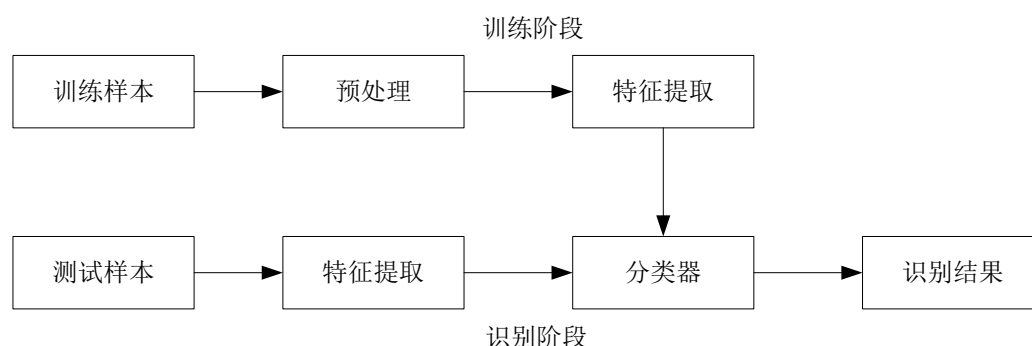 训练阶段
训练样本
预处理
特征提取
测试样本
特征提取
分类器
识别结果
识别阶段